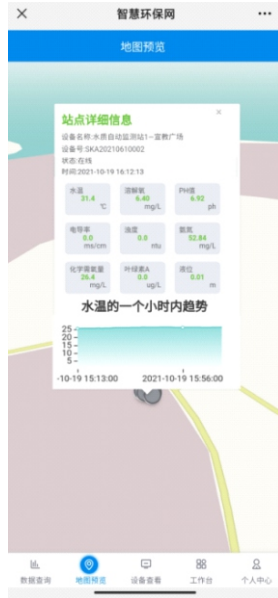 智慧环保网
地图预览
站点详细信息
设备名称:水质自动监测站1-宣教广场
设备号:SKA20210610002
状态:在线
时间:2021-10-19 16:12:13
水温 溶解氧 PH值
31.4 6.40 6.92
℃ mg/L ph
电导率 浊度 氨氮
0.0 0.0 52.84
ms/cm ntu mg/L
化学需氧量 叶绿素A 液位
26.4 0.0 0.01
mg/L ug/L m
水温的一个小时内趋势
25
20
15
10
5
-10-19 15:13:00 2021-10-19 15:56:00
数据查询 地图预览 设备查看 工作台 个人中心